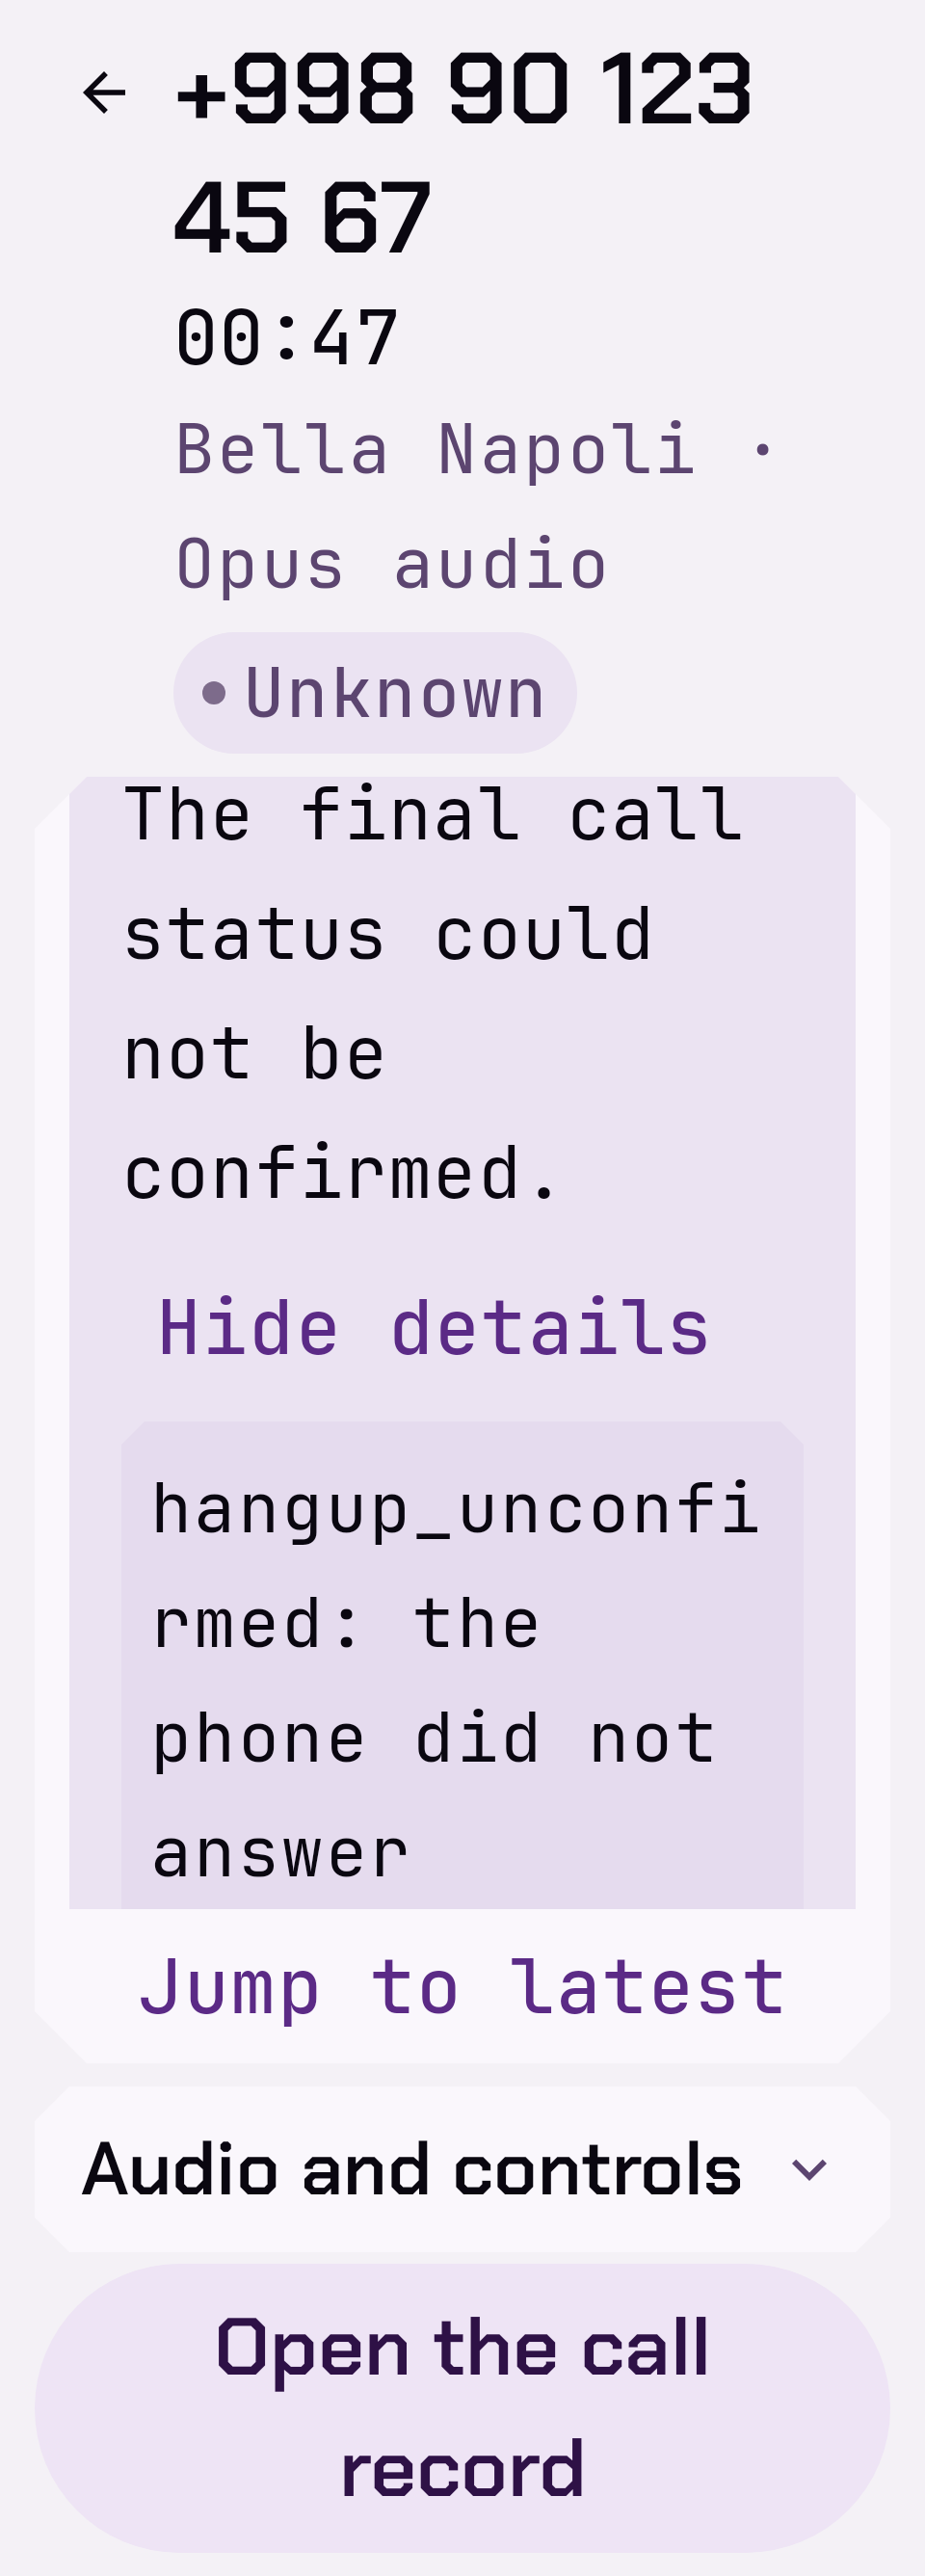 +998 90 123
45 67
00:47
Bella Napoli ·
Opus audio
Unknown
The final call
status could
not be
confirmed.
Hide details
hangup_unconfi
rmed: the
phone did not
answer
Jump to latest
Audio and controls
Open the call
record